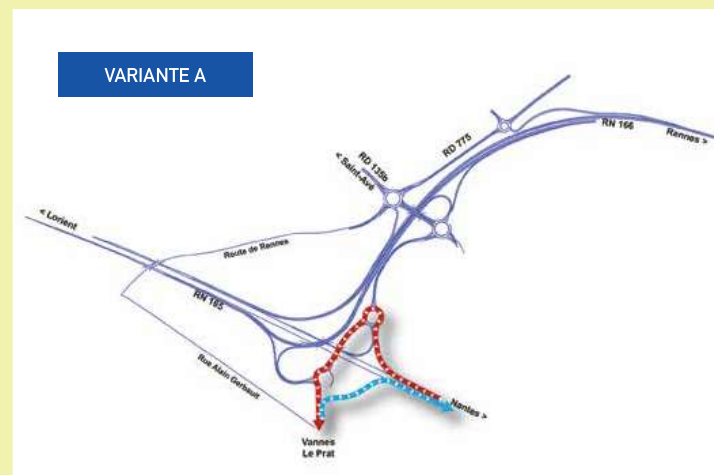 VARIANTE A
RN 166
Rennes >
RD 775
RD 135b
< Saint-Avé
< Lorient
Route de Rennes
RN 165
Rue Alain Gerbault
Nantes >
Vannes
Le Prat